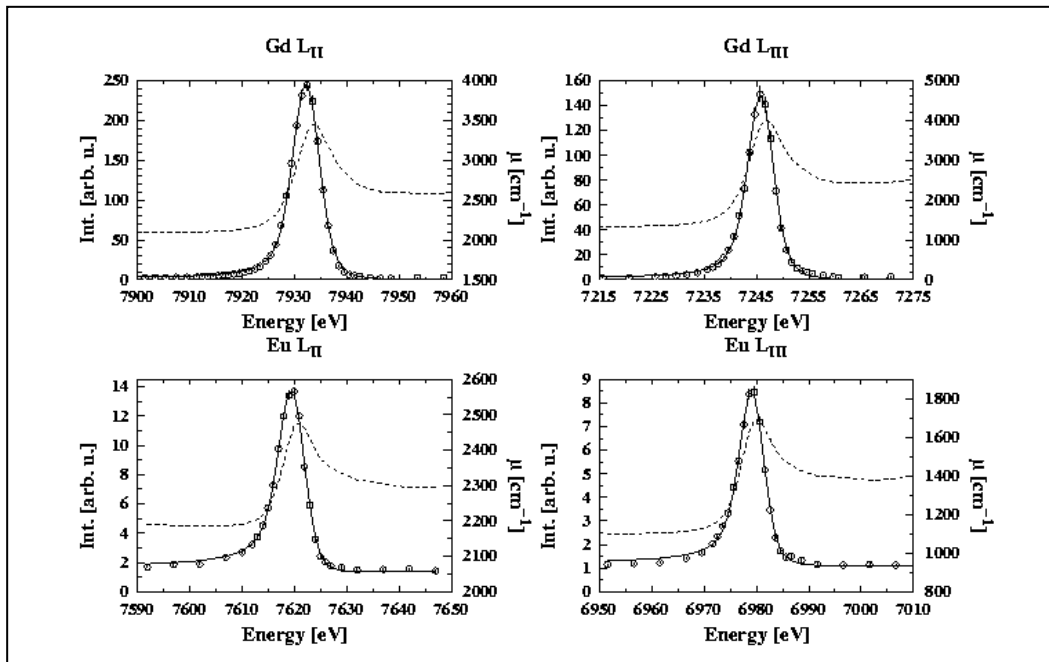 Gd L_II
250
200
150
100
50
0
Int. [arb. u.]
4000
3500
3000
2500
2000
1500
μ [cm⁻¹]
7900 7910 7920 7930 7940 7950 7960
Energy [eV]
Gd L_III
160
140
120
100
80
60
40
20
0
Int. [arb. u.]
5000
4000
3000
2000
1000
0
μ [cm⁻¹]
7215 7225 7235 7245 7255 7265 7275
Energy [eV]
Eu L_II
14
12
10
8
6
4
2
0
Int. [arb. u.]
2600
2500
2400
2300
2200
2100
2000
μ [cm⁻¹]
7590 7600 7610 7620 7630 7640 7650
Energy [eV]
Eu L_III
9
8
7
6
5
4
3
2
1
0
Int. [arb. u.]
1800
1600
1400
1200
1000
800
μ [cm⁻¹]
6950 6960 6970 6980 6990 7000 7010
Energy [eV]